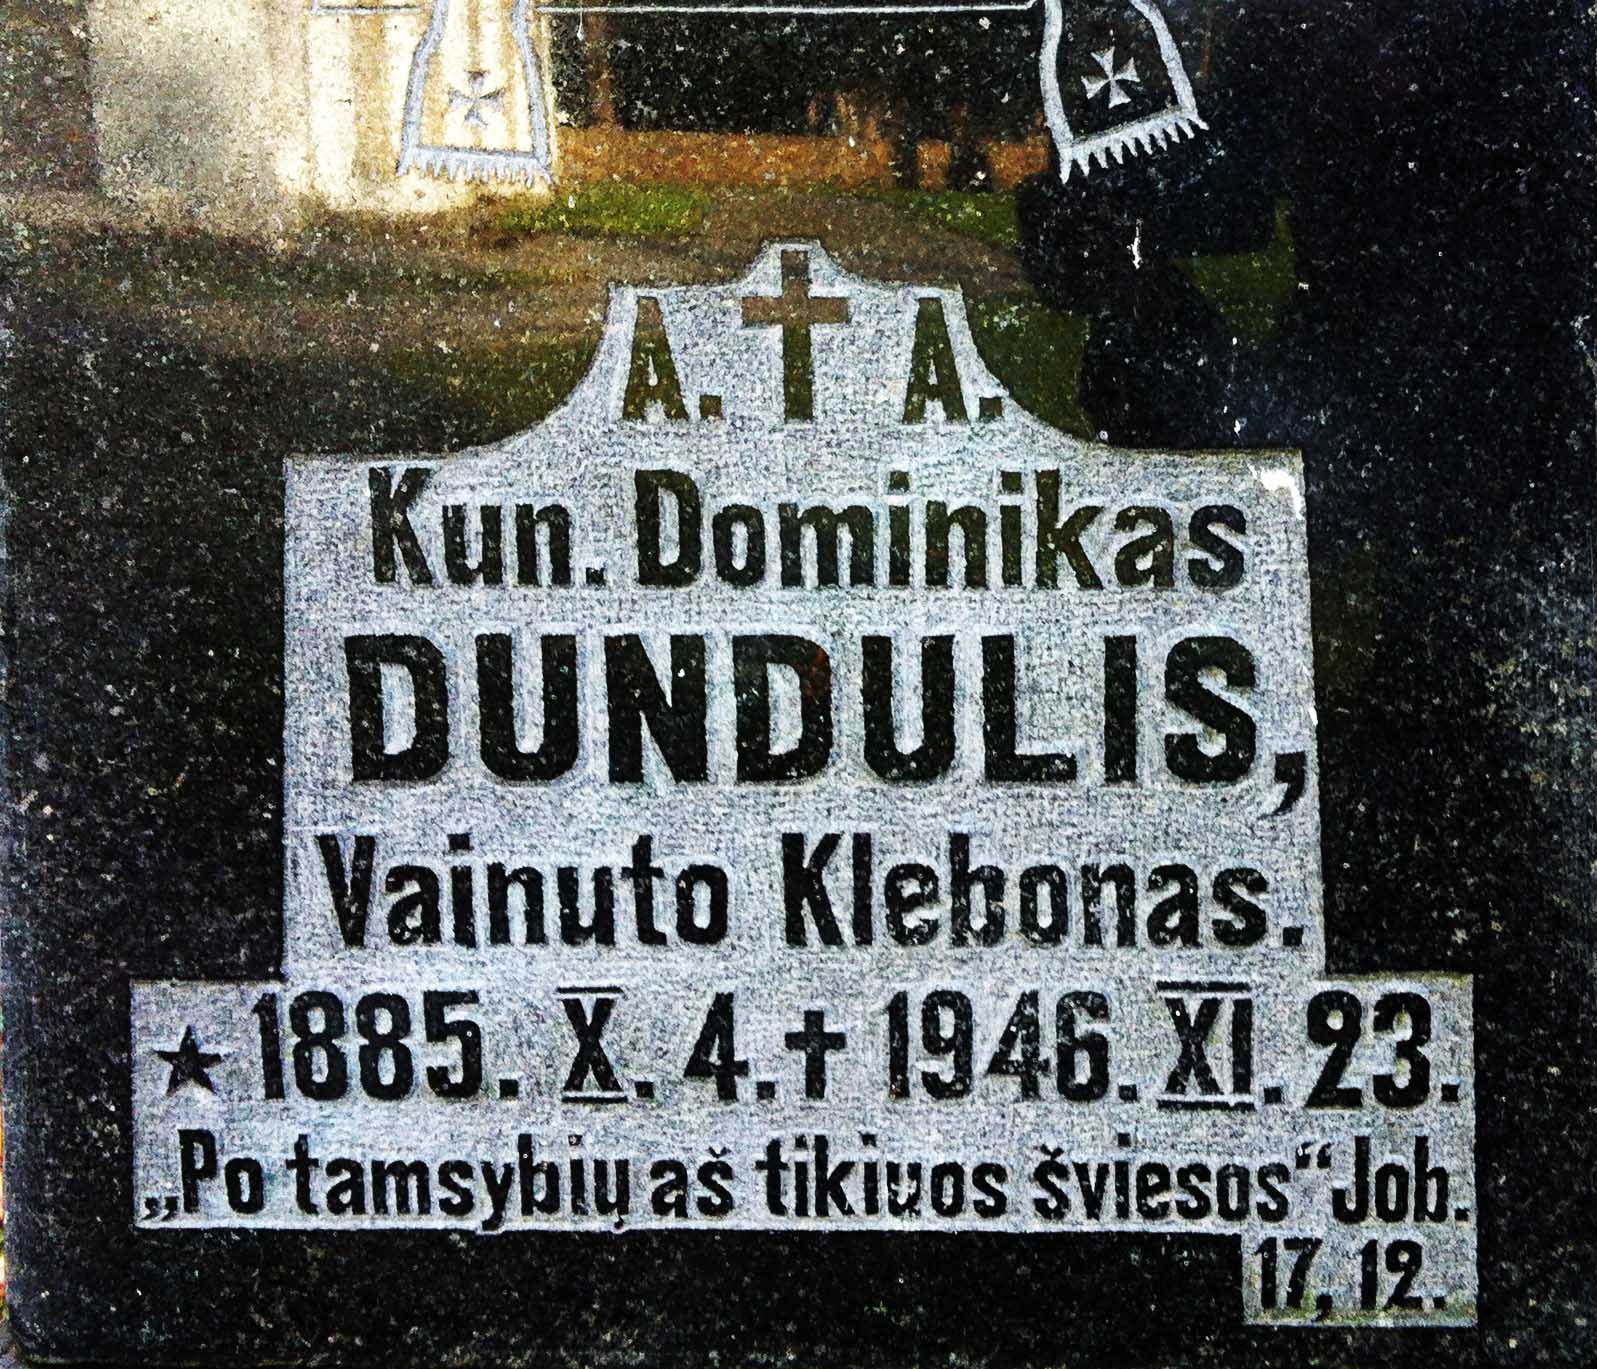 A. † A.
Kun. Dominikas
DUNDULIS,
Vainuto Klebonas.
★ 1885. X. 4. † 1946. XI. 23.
„Po tamsybių aš tikiuos šviesos“ Job.
17, 12.